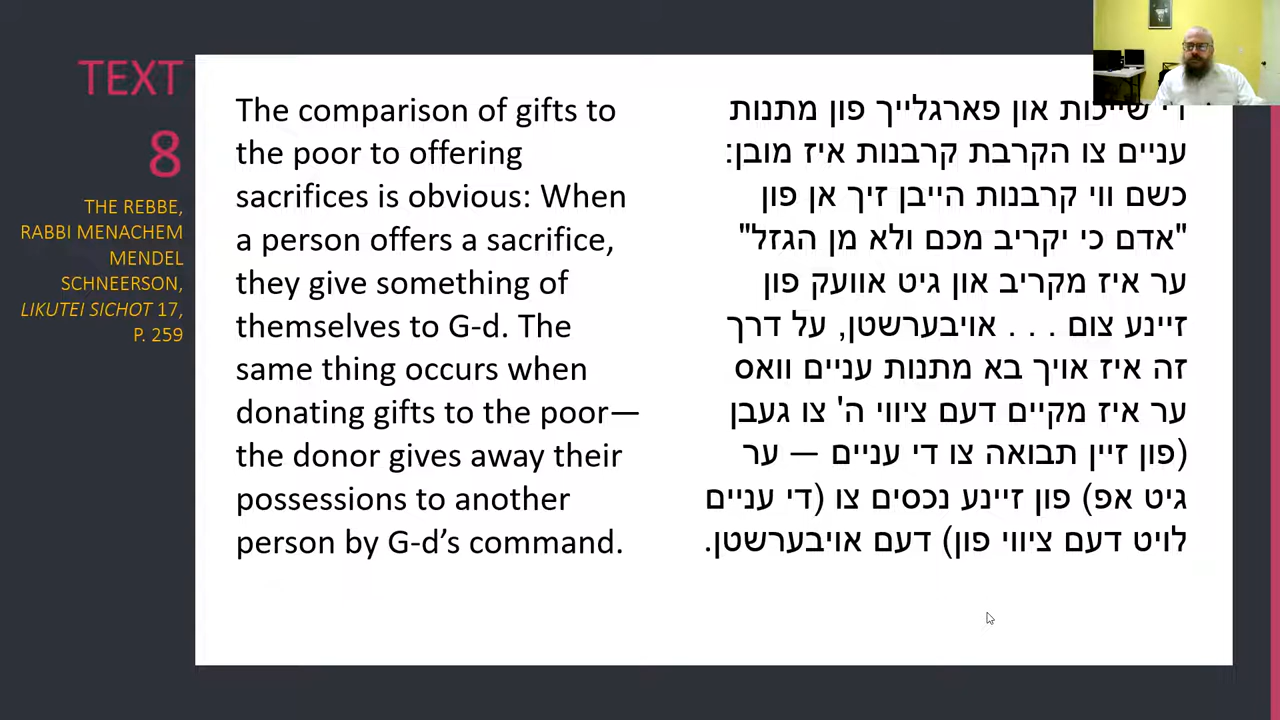 TEXT
8
THE REBBE,
RABBI MENACHEM
MENDEL
SCHNEERSON,
LIKUTEI SICHOT 17,
P. 259
The comparison of gifts to
the poor to offering
sacrifices is obvious: When
a person offers a sacrifice,
they give something of
themselves to G-d. The
same thing occurs when
donating gifts to the poor—
the donor gives away their
possessions to another
person by G-d’s command.
די שייכות און פארגלייך פון מתנות
עניים צו הקרבת קרבנות איז מובן:
כשם ווי קרבנות הייבן זיך אן פון
"אדם כי יקריב מכם ולא מן הגזל"
ער איז מקריב און גיט אוועק פון
זיינע צום . . . אויבערשטן, על דרך
זה איז אויך בא מתנות עניים וואס
ער איז מקיים דעם ציווי ה' צו געבן
(פון זיין תבואה צו די עניים — ער
גיט אפ) פון זיינע נכסים צו (די עניים
לויט דעם ציווי פון) דעם אויבערשטן.